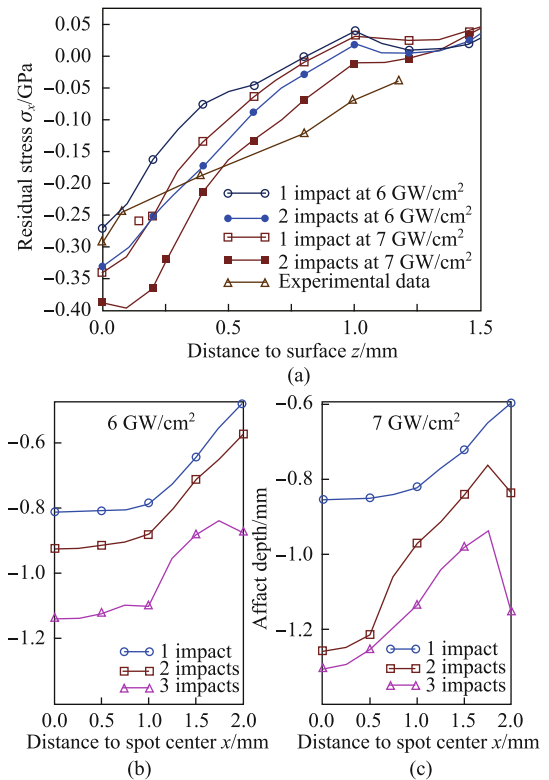 0.05
0.00
−0.05
−0.10
−0.15
−0.20
−0.25
−0.30
−0.35
−0.40
Residual stress σx/GPa
1 impact at 6 GW/cm²
2 impacts at 6 GW/cm²
1 impact at 7 GW/cm²
2 impacts at 7 GW/cm²
Experimental data
0.0 0.5 1.0 1.5
Distance to surface z/mm
(a)
6 GW/cm²
−0.6
−0.8
−1.0
−1.2
1 impact
2 impacts
3 impacts
0.0 0.5 1.0 1.5 2.0
Distance to spot center x/mm
(b)
7 GW/cm²
−0.6
−0.8
−1.0
−1.2
Affact depth/mm
1 impact
2 impacts
3 impacts
0.0 0.5 1.0 1.5 2.0
Distance to spot center x/mm
(c)